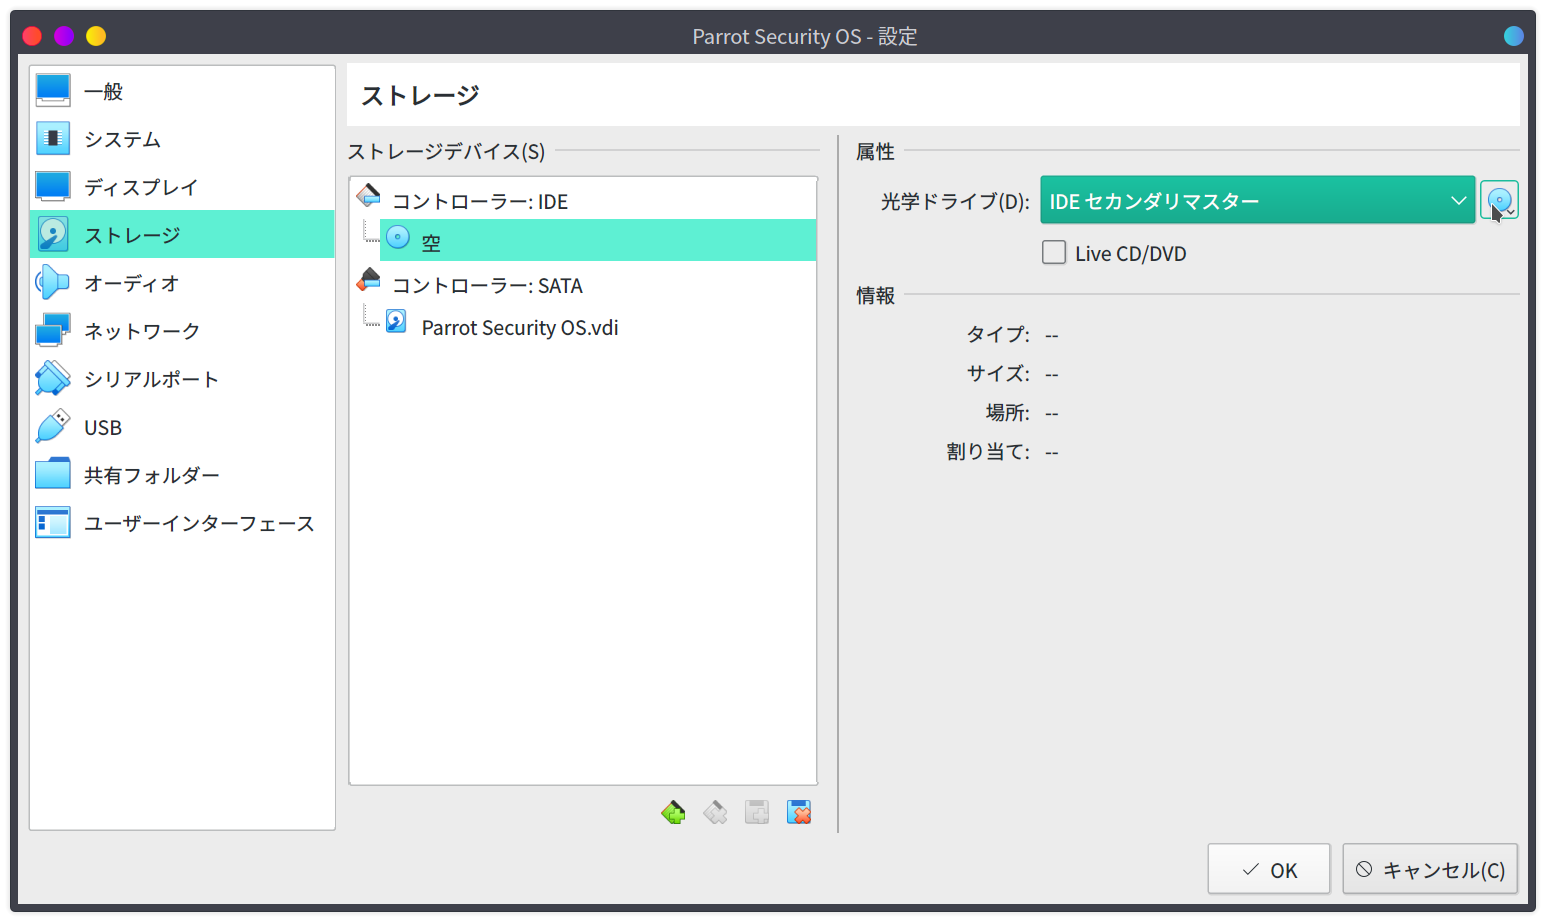 Parrot Security OS - 設定
一般
システム
ディスプレイ
ストレージ
オーディオ
ネットワーク
シリアルポート
USB
共有フォルダー
ユーザーインターフェース
ストレージ
ストレージデバイス(S)
コントローラー: IDE
空
コントローラー: SATA
Parrot Security OS.vdi
属性
光学ドライブ(D): IDE セカンダリマスター
Live CD/DVD
情報
タイプ: --
サイズ: --
場所: --
割り当て: --
OK
キャンセル(C)